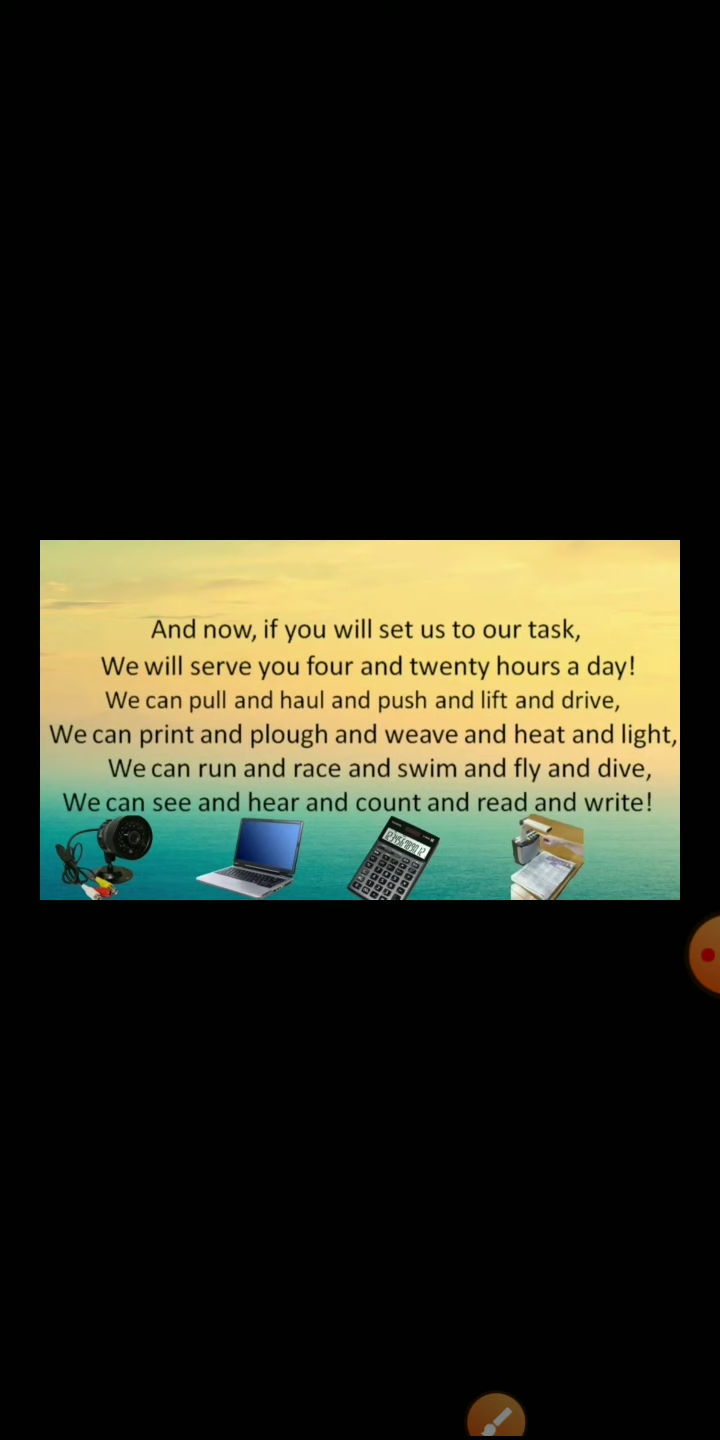 And now, if you will set us to our task,
We will serve you four and twenty hours a day!
We can pull and haul and push and lift and drive,
We can print and plough and weave and heat and light,
We can run and race and swim and fly and dive,
We can see and hear and count and read and write!